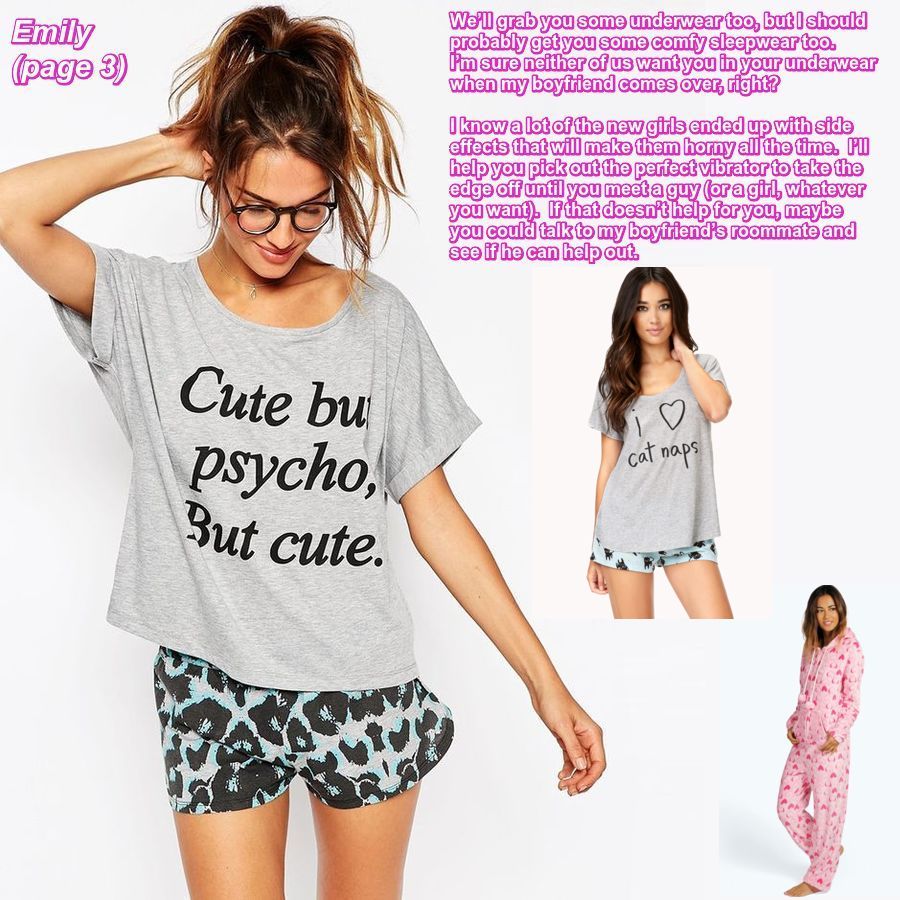 Emily
(page 3)
We'll grab you some underwear too, but I should
probably get you some comfy sleepwear too.
I'm sure neither of us want you in your underwear
when my boyfriend comes over, right?
I know a lot of the new girls ended up with side
effects that will make them horny all the time.  I'll
help you pick out the perfect vibrator to take the
edge off until you meet a guy (or a girl, whatever
you want).  If that doesn't help for you, maybe
you could talk to my boyfriend's roommate and
see if he can help out.
Cute but
psycho,
But cute.
i ♡
cat naps